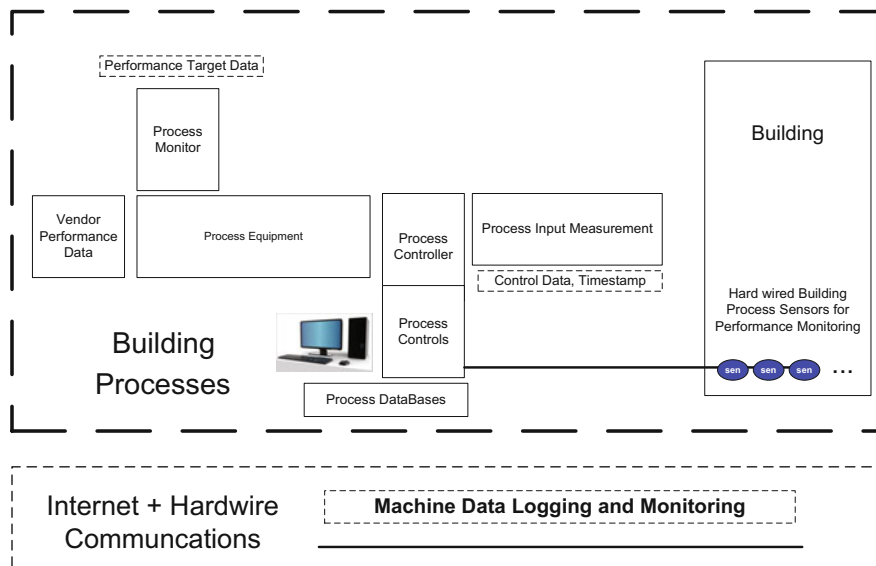 Performance Target Data
Process
Monitor
Building
Vendor
Performance
Data
Process Equipment
Process
Controller
Process Input Measurement
Control Data, Timestamp
Hard wired Building
Process Sensors for
Performance Monitoring
Building
Processes
Process
Controls
sen sen sen ...
Process DataBases
Internet + Hardwire
Communcations
Machine Data Logging and Monitoring